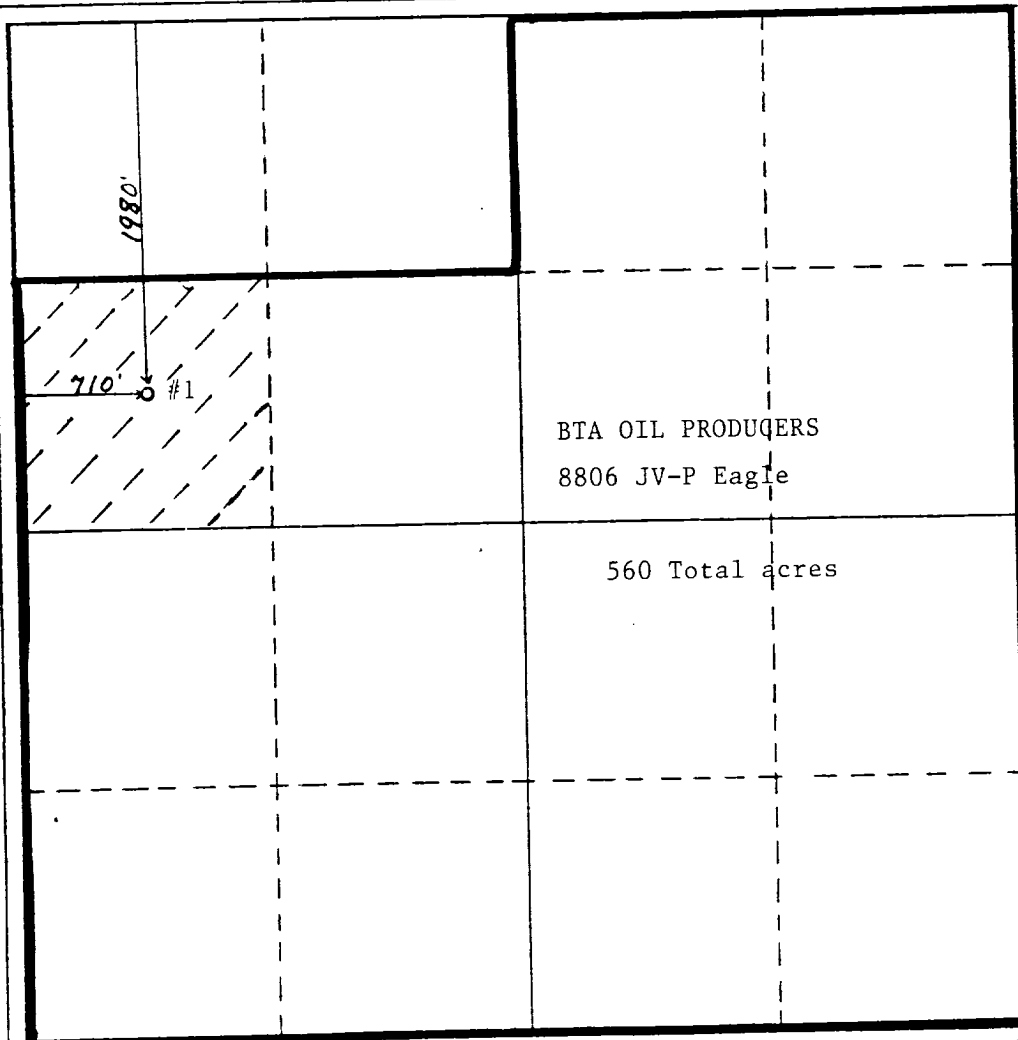 1980'
710'
#1
BTA OIL PRODUCERS
8806 JV-P Eagle
560 Total acres